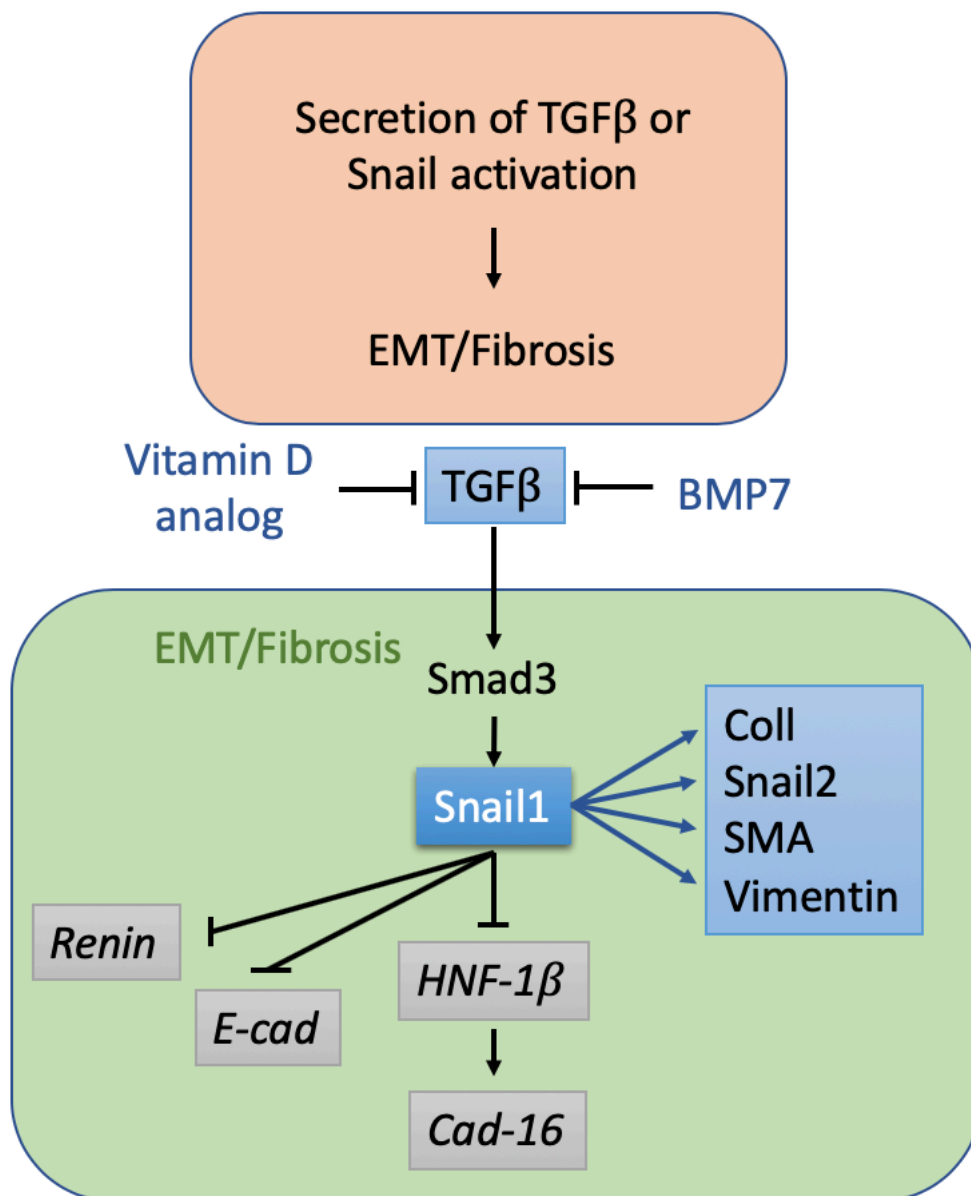 Secretion of TGFβ or
Snail activation
EMT/Fibrosis
Vitamin D
analog
TGFβ
BMP7
EMT/Fibrosis
Smad3
Snail1
Coll
Snail2
SMA
Vimentin
Renin
E-cad
HNF-1β
Cad-16